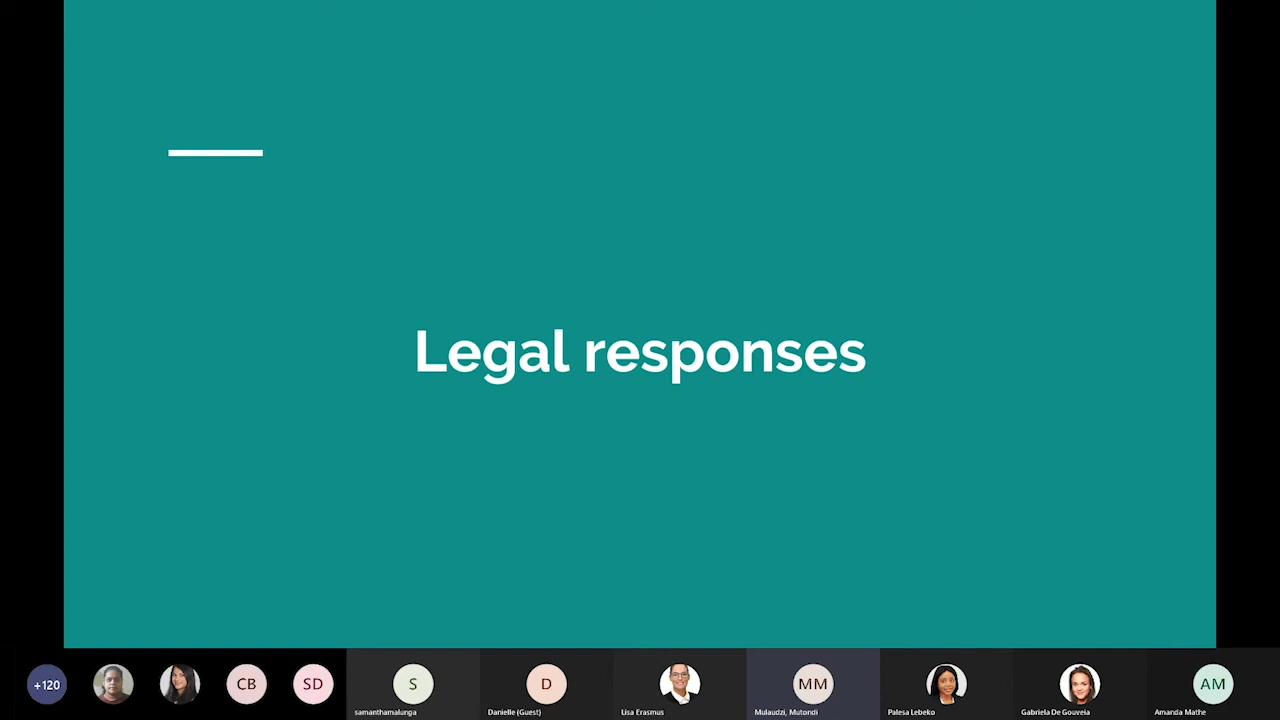 Legal responses
+120
CB
SD
S
samanthamalunga
D
Danielle (Guest)
Lisa Erasmus
MM
Mulaudzi, Mutondi
Palesa Lebeko
Gabriela De Gouveia
AM
Amanda Mathe